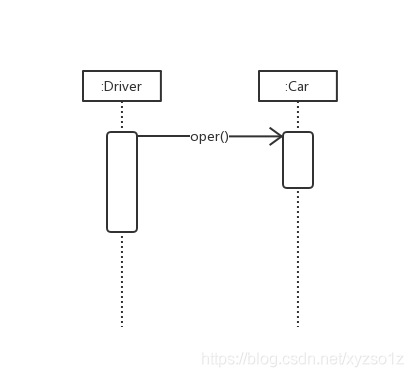 :Driver
:Car
oper()
https://blog.csdn.net/xyzso1z